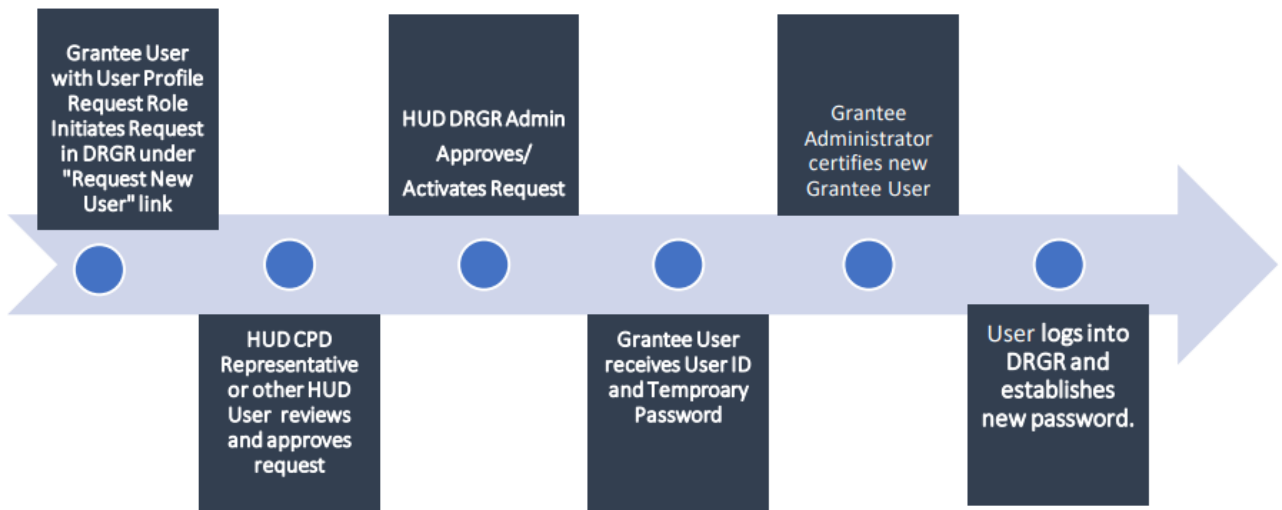 Grantee User
with User Profile
Request Role
Initiates Request
in DRGR under
"Request New
User" link
HUD CPD
Representative
or other HUD
User reviews
and approves
request
HUD DRGR Admin
Approves/
Activates Request
Grantee User
receives User ID
and Temproary
Password
Grantee
Administrator
certifies new
Grantee User
User logs into
DRGR and
establishes
new password.